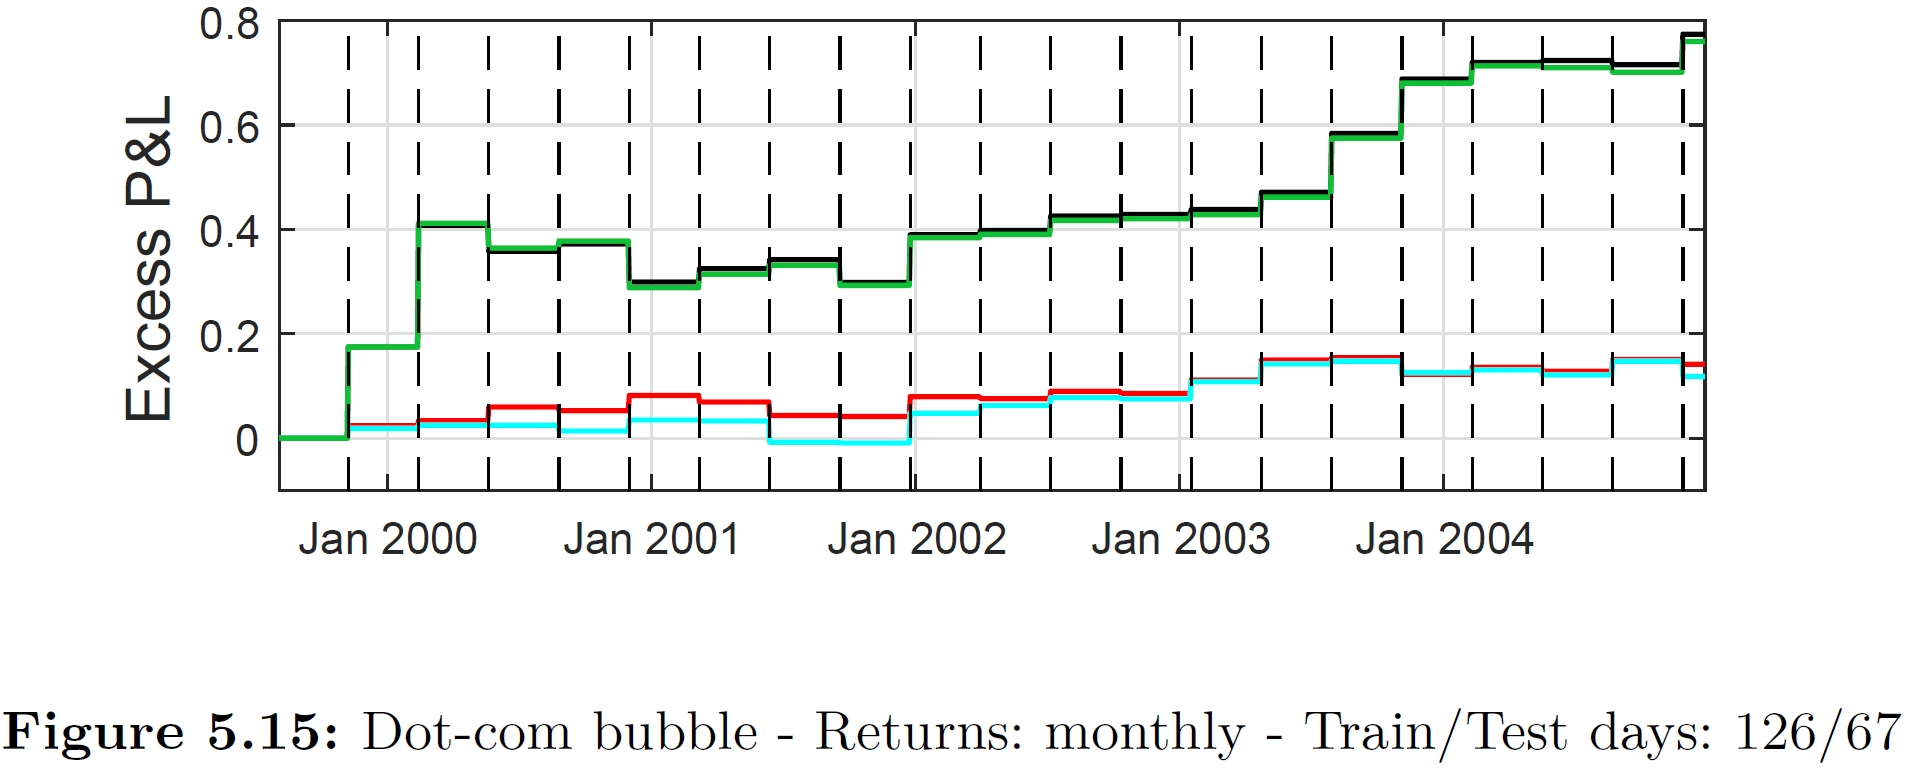 0.8
0.6
0.4
0.2
0
Excess P&L
Jan 2000 Jan 2001 Jan 2002 Jan 2003 Jan 2004
Figure 5.15: Dot-com bubble - Returns: monthly - Train/Test days: 126/67